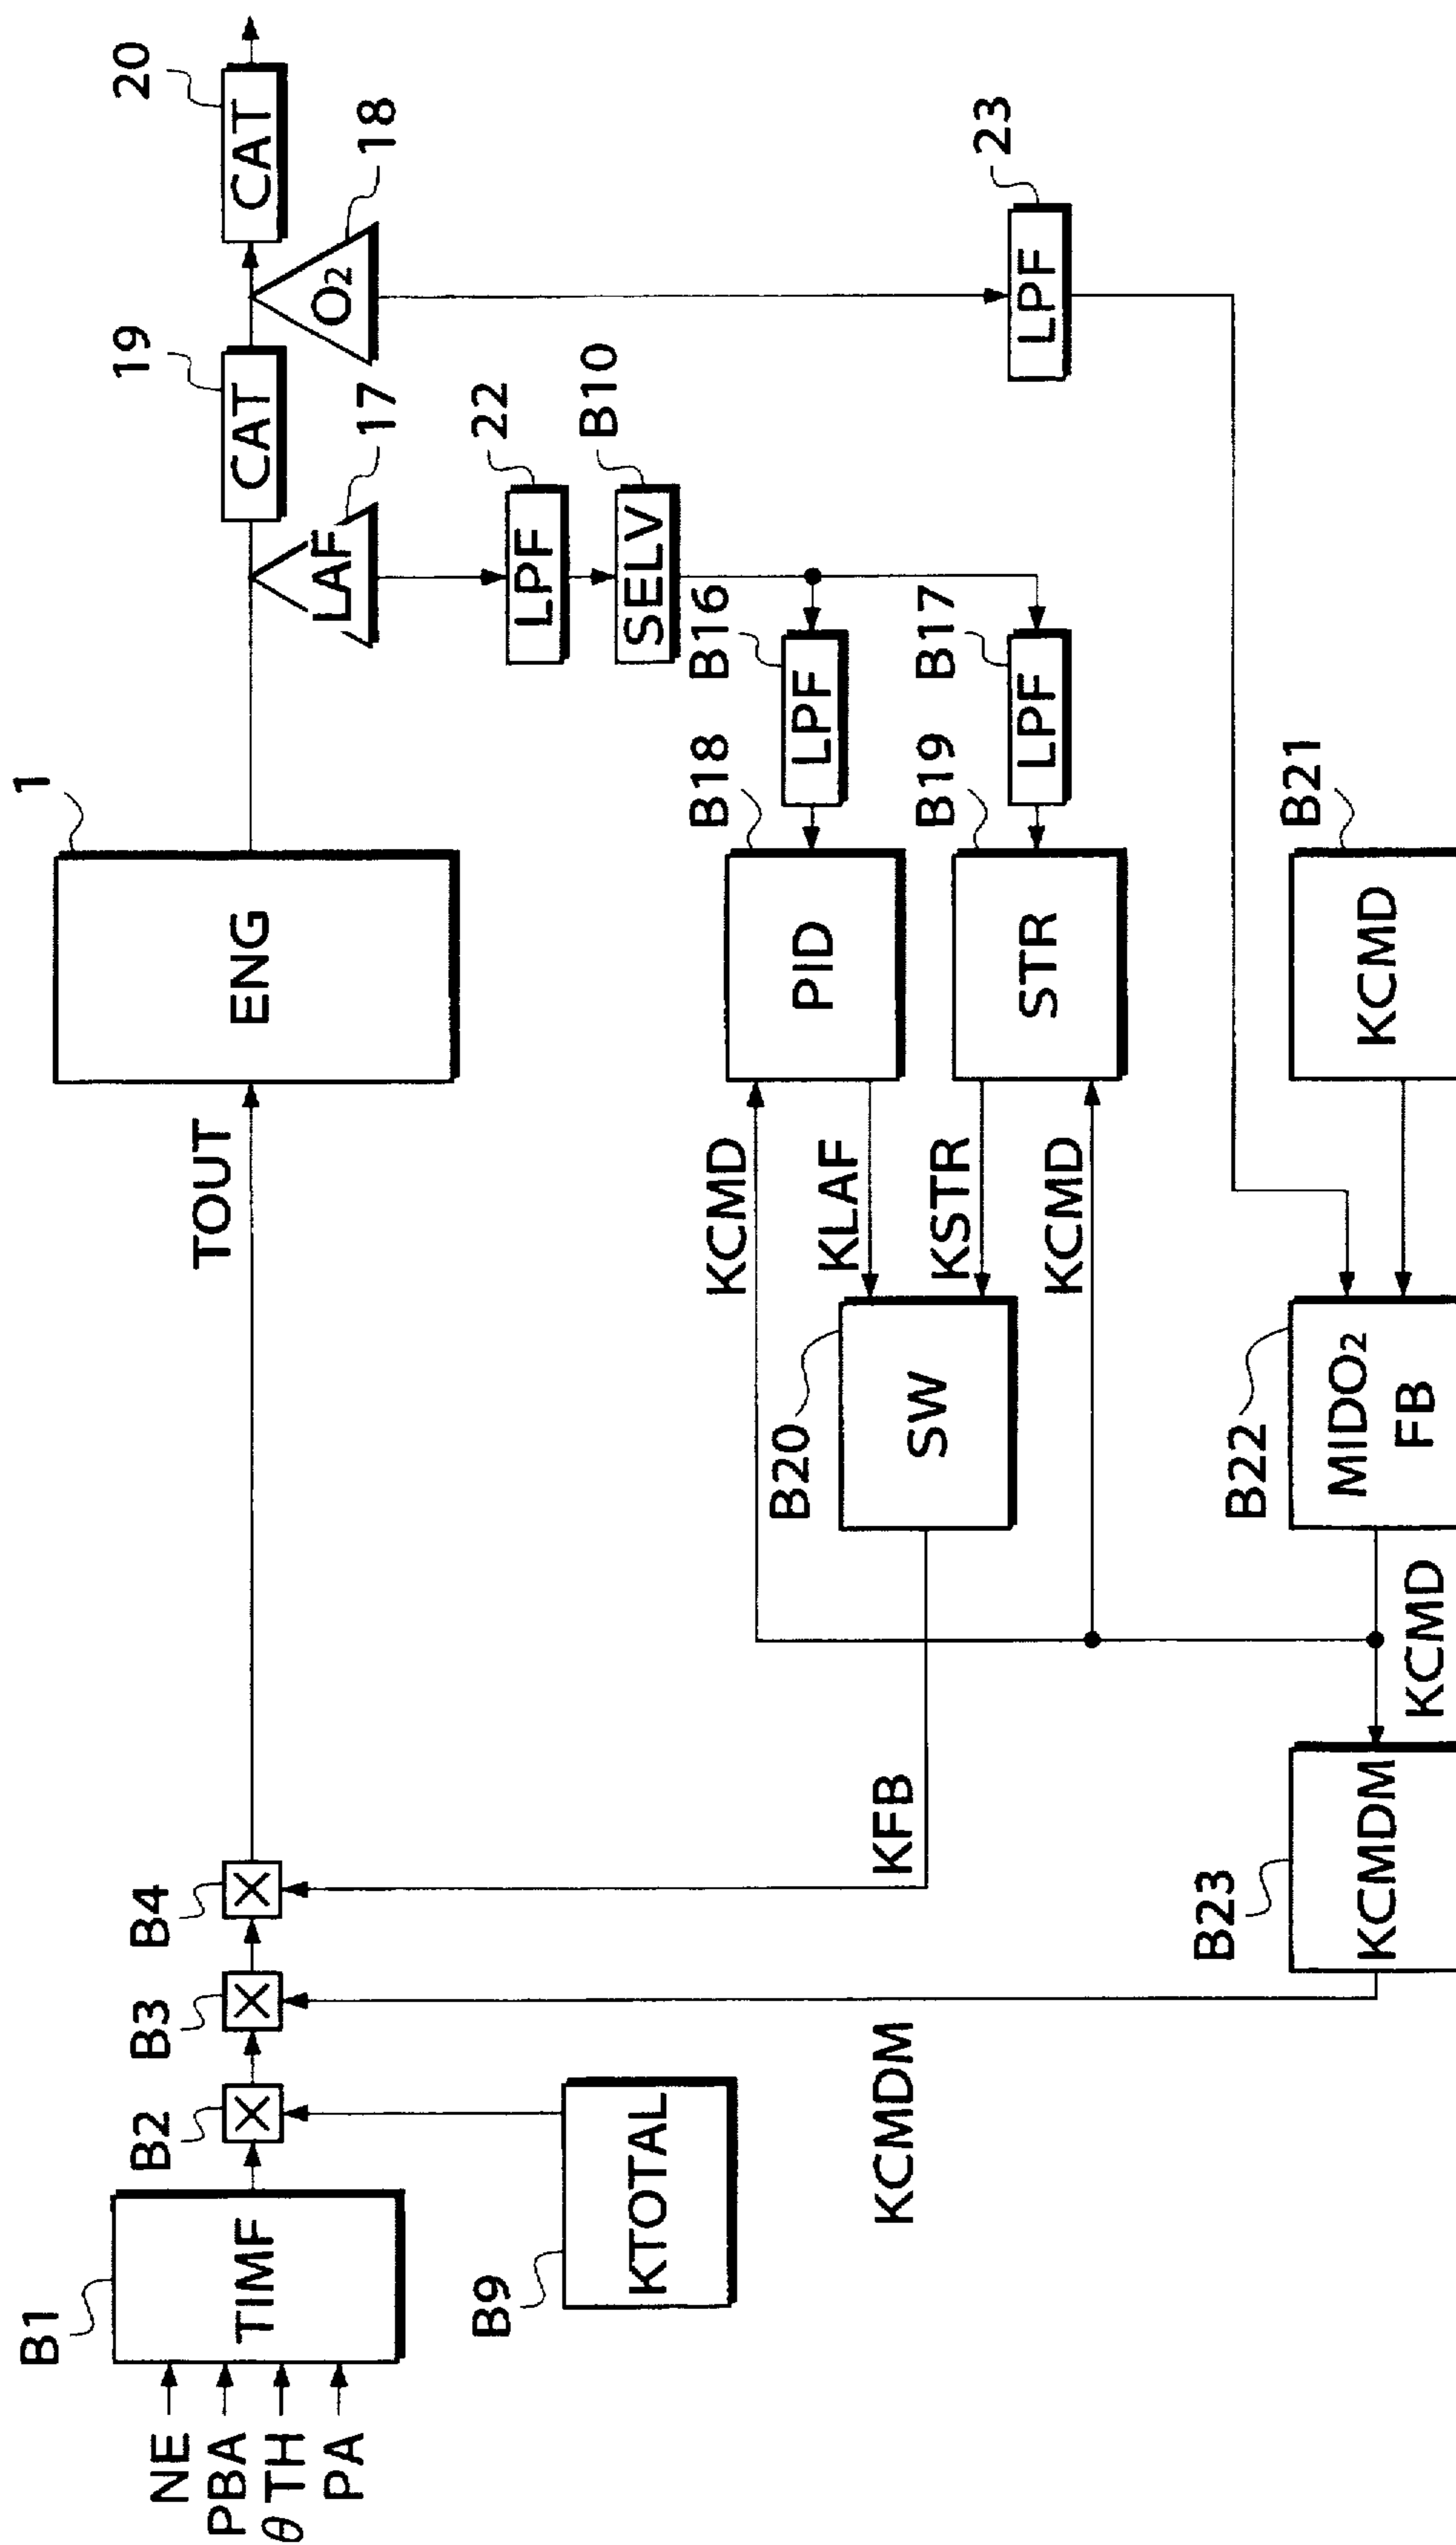 NE
PBA
θTH
PA
B1
TIMF
B2
B3
B4
B9
KTOTAL
TOUT
1
ENG
19
CAT
20
CAT
LAF
17
O2
18
22
LPF
B10
SELV
23
LPF
B16
LPF
B17
LPF
B18
PID
B19
STR
KCMD
KLAF
KSTR
KCMD
B20
SW
KFB
B21
KCMD
B22
MIDO2
FB
KCMD
B23
KCMDM
KCMDM